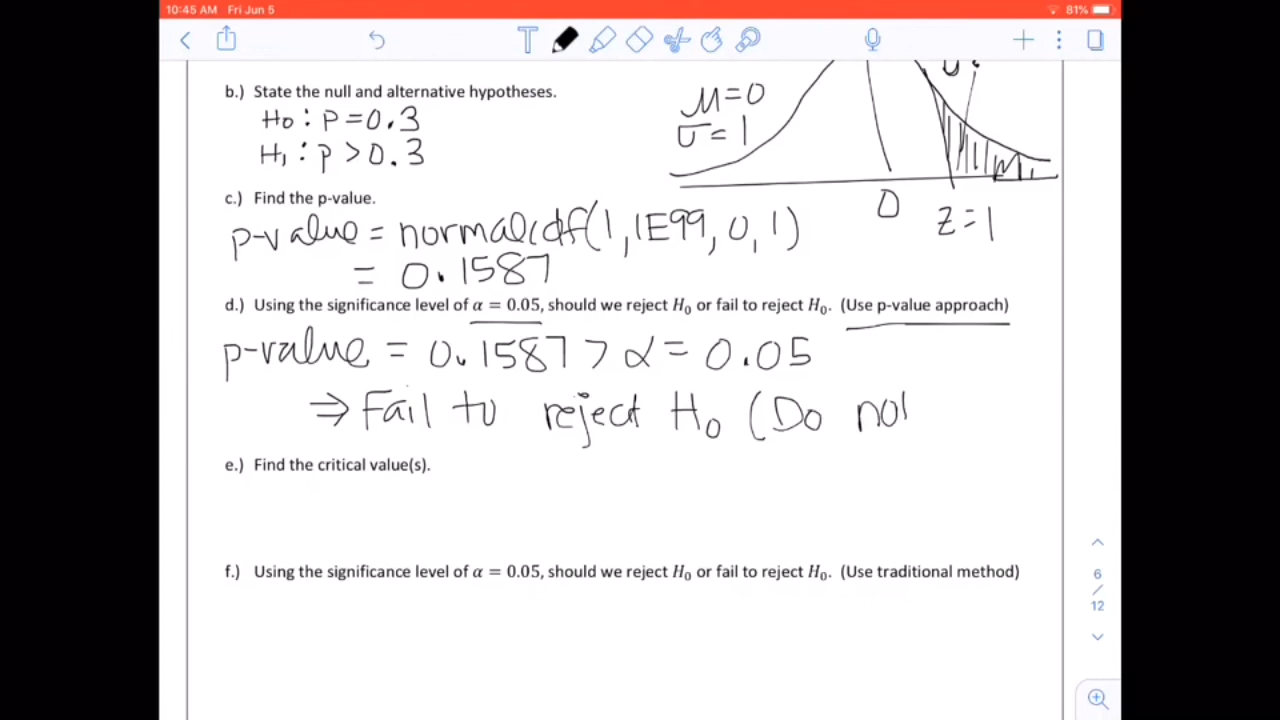 10:45 AM Fri Jun 5
81%
T
b.) State the null and alternative hypotheses.
H0 : p = 0.3
H1 : p > 0.3
μ = 0
σ = 1
0
z = 1
c.) Find the p-value.
p-value = normalcdf(1, 1E99, 0, 1)
= 0.1587
d.) Using the significance level of α = 0.05, should we reject H0 or fail to reject H0. (Use p-value approach)
p-value = 0.1587 > α = 0.05
⇒ Fail to reject H0 (Do not
e.) Find the critical value(s).
f.) Using the significance level of α = 0.05, should we reject H0 or fail to reject H0. (Use traditional method)
6
/
12